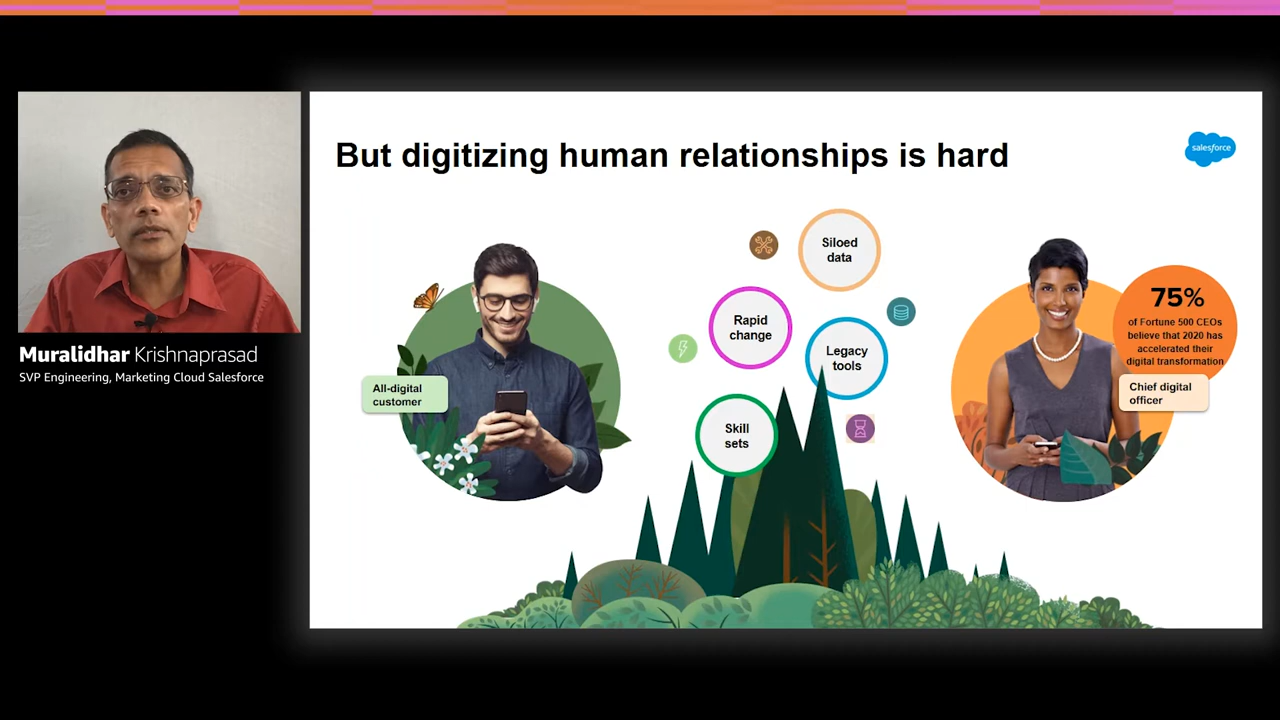 But digitizing human relationships is hard
salesforce
Siloed
data
Rapid
change
Legacy
tools
Skill
sets
All-digital
customer
75%
of Fortune 500 CEOs
believe that 2020 has
accelerated their
digital transformation
Chief digital
officer
Muralidhar Krishnaprasad
SVP Engineering, Marketing Cloud Salesforce